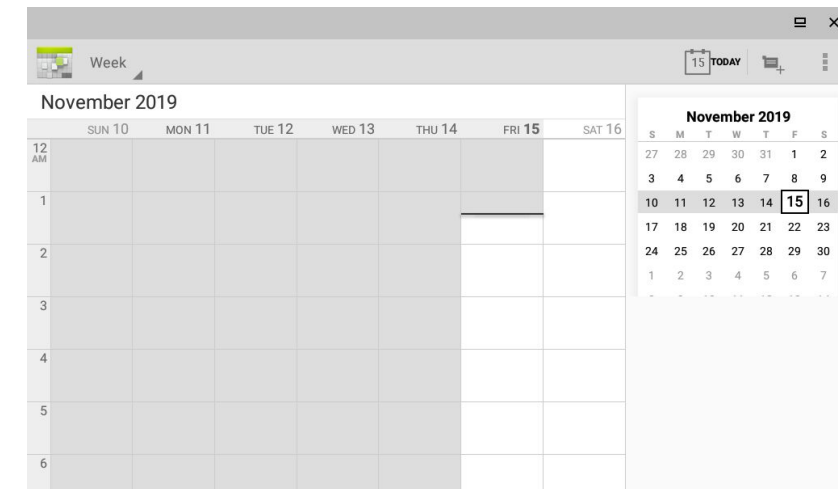 Week
15 TODAY
November 2019
SUN 10 MON 11 TUE 12 WED 13 THU 14 FRI 15 SAT 16
12
AM
1
2
3
4
5
6
November 2019
S M T W T F S
27 28 29 30 31 1 2
3 4 5 6 7 8 9
10 11 12 13 14 15 16
17 18 19 20 21 22 23
24 25 26 27 28 29 30
1 2 3 4 5 6 7